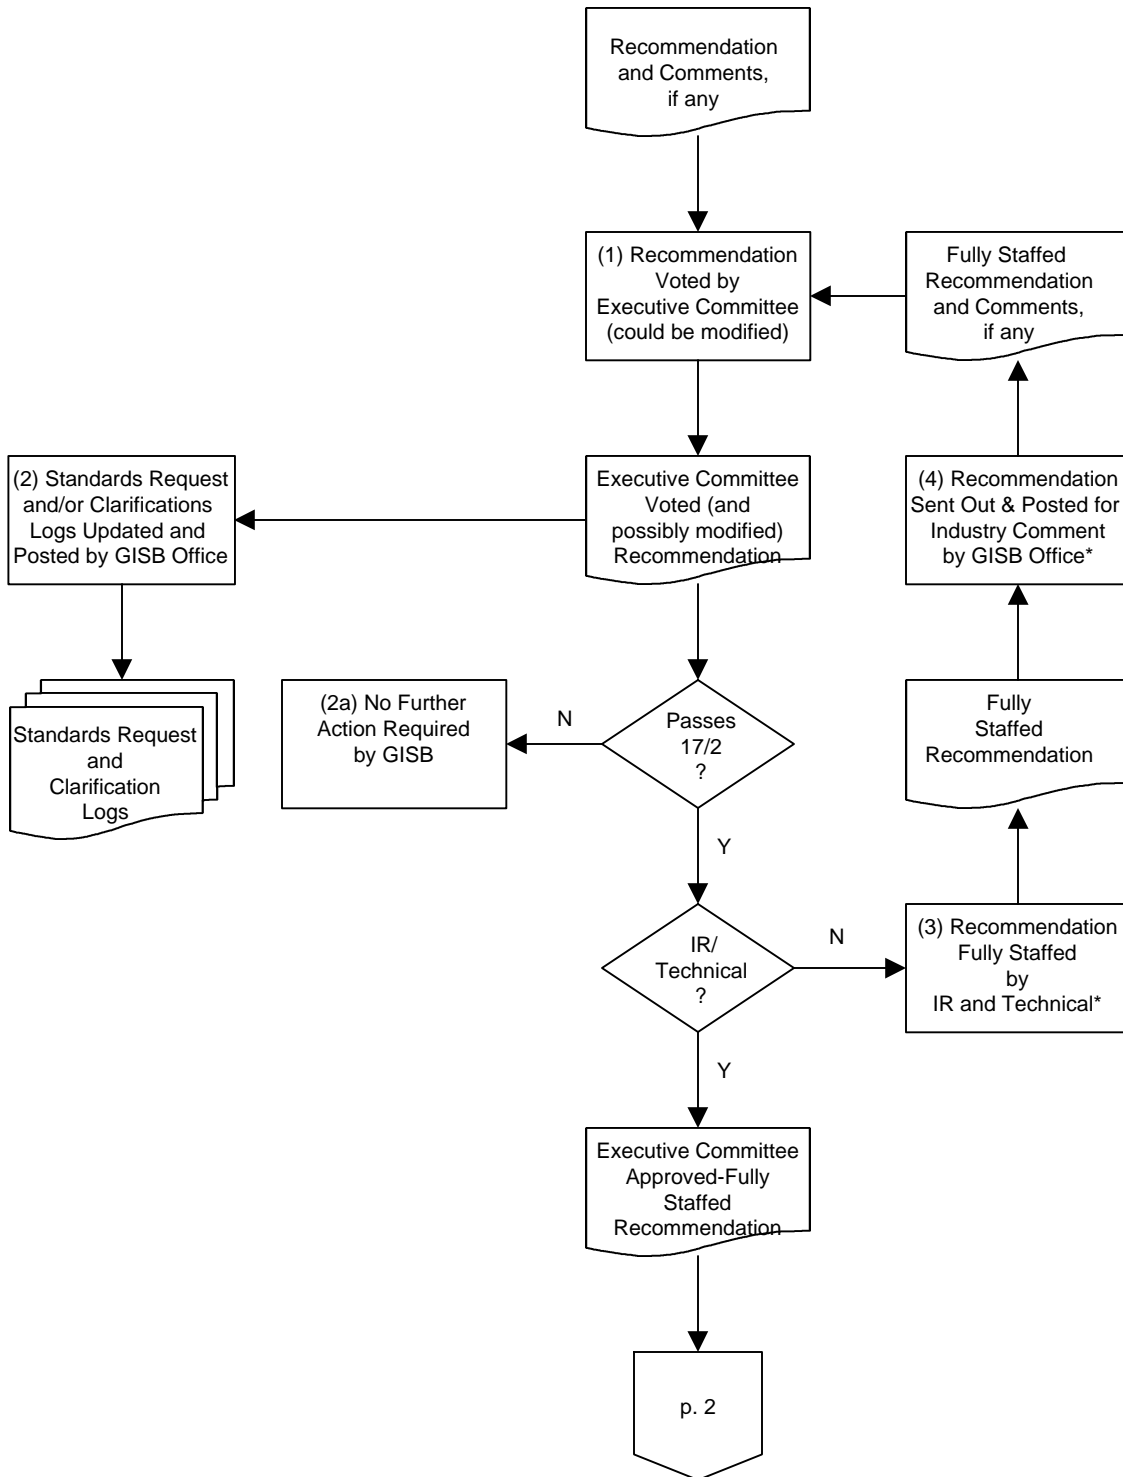 Recommendation
and Comments,
if any
(1) Recommendation
Voted by
Executive Committee
(could be modified)
Fully Staffed
Recommendation
and Comments,
if any
(2) Standards Request
and/or Clarifications
Logs Updated and
Posted by GISB Office
Executive Committee
Voted (and
possibly modified)
Recommendation
(4) Recommendation
Sent Out & Posted for
Industry Comment
by GISB Office*
Standards Request
and
Clarification
Logs
(2a) No Further
Action Required
by GISB
N
Passes
17/2
?
Fully
Staffed
Recommendation
Y
IR/
Technical
?
N
(3) Recommendation
Fully Staffed
by
IR and Technical*
Y
Executive Committee
Approved-Fully
Staffed
Recommendation
p. 2